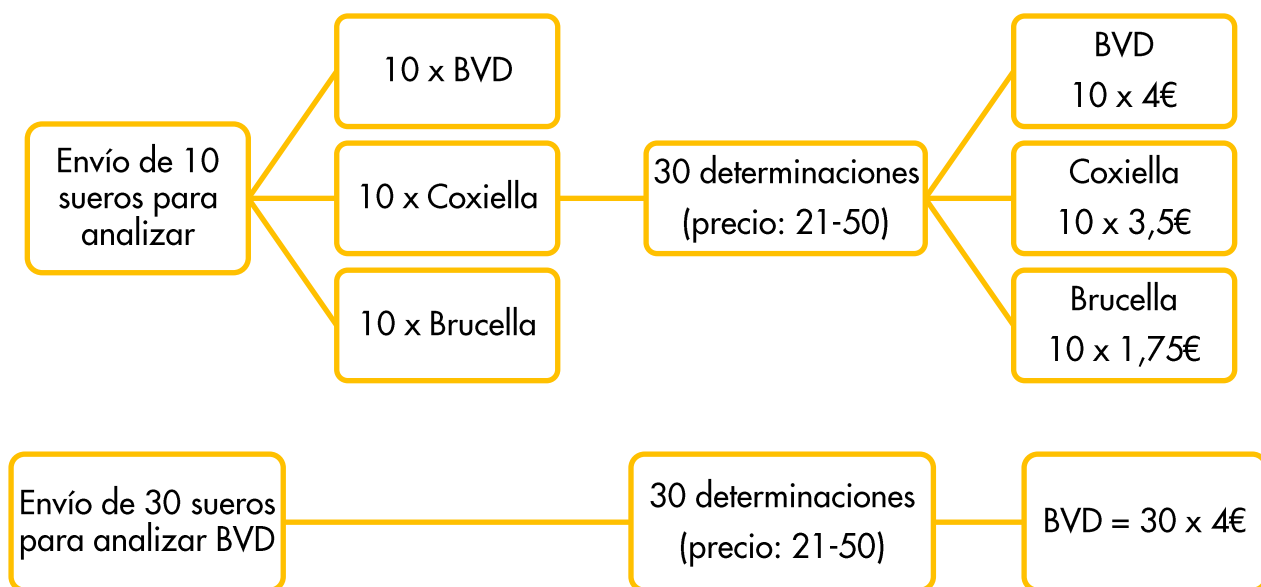 Envío de 10
sueros para
analizar
10 x BVD
10 x Coxiella
10 x Brucella
30 determinaciones
(precio: 21-50)
BVD
10 x 4€
Coxiella
10 x 3,5€
Brucella
10 x 1,75€
Envío de 30 sueros
para analizar BVD
30 determinaciones
(precio: 21-50)
BVD = 30 x 4€